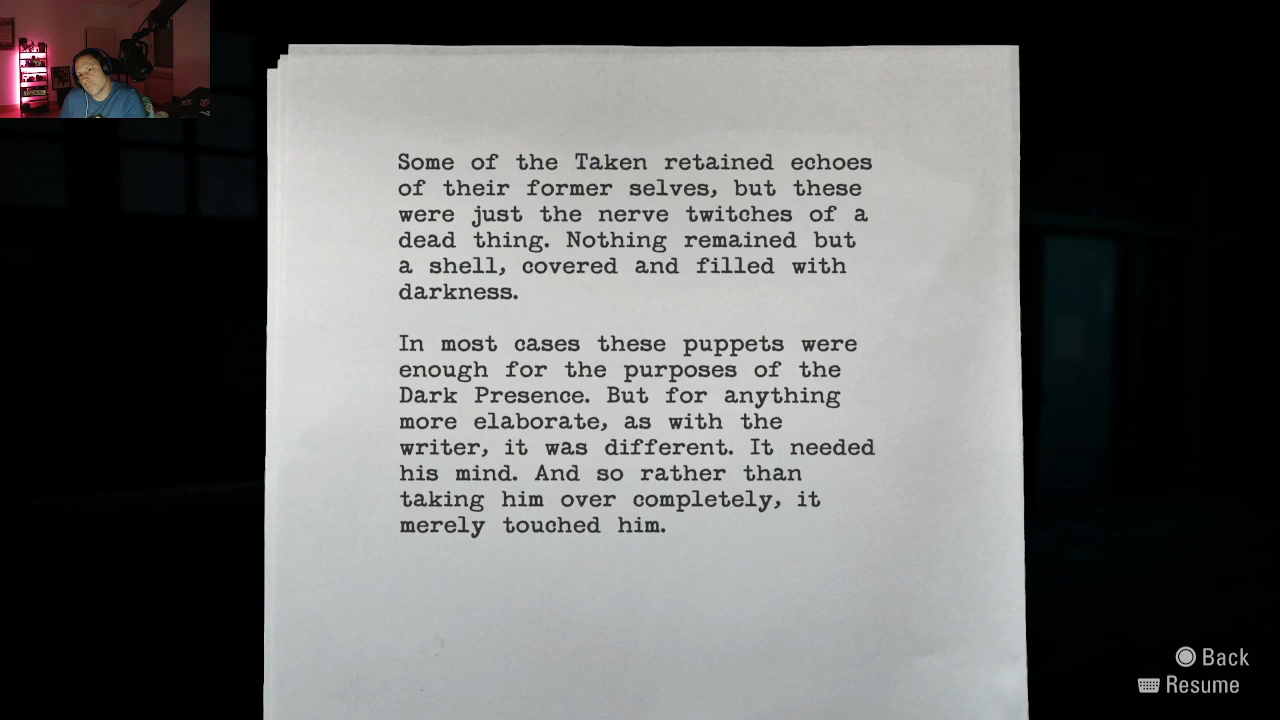 Some of the Taken retained echoes
of their former selves, but these
were just the nerve twitches of a
dead thing. Nothing remained but
a shell, covered and filled with
darkness.
In most cases these puppets were
enough for the purposes of the
Dark Presence. But for anything
more elaborate, as with the
writer, it was different. It needed
his mind. And so rather than
taking him over completely, it
merely touched him.
Back
Resume